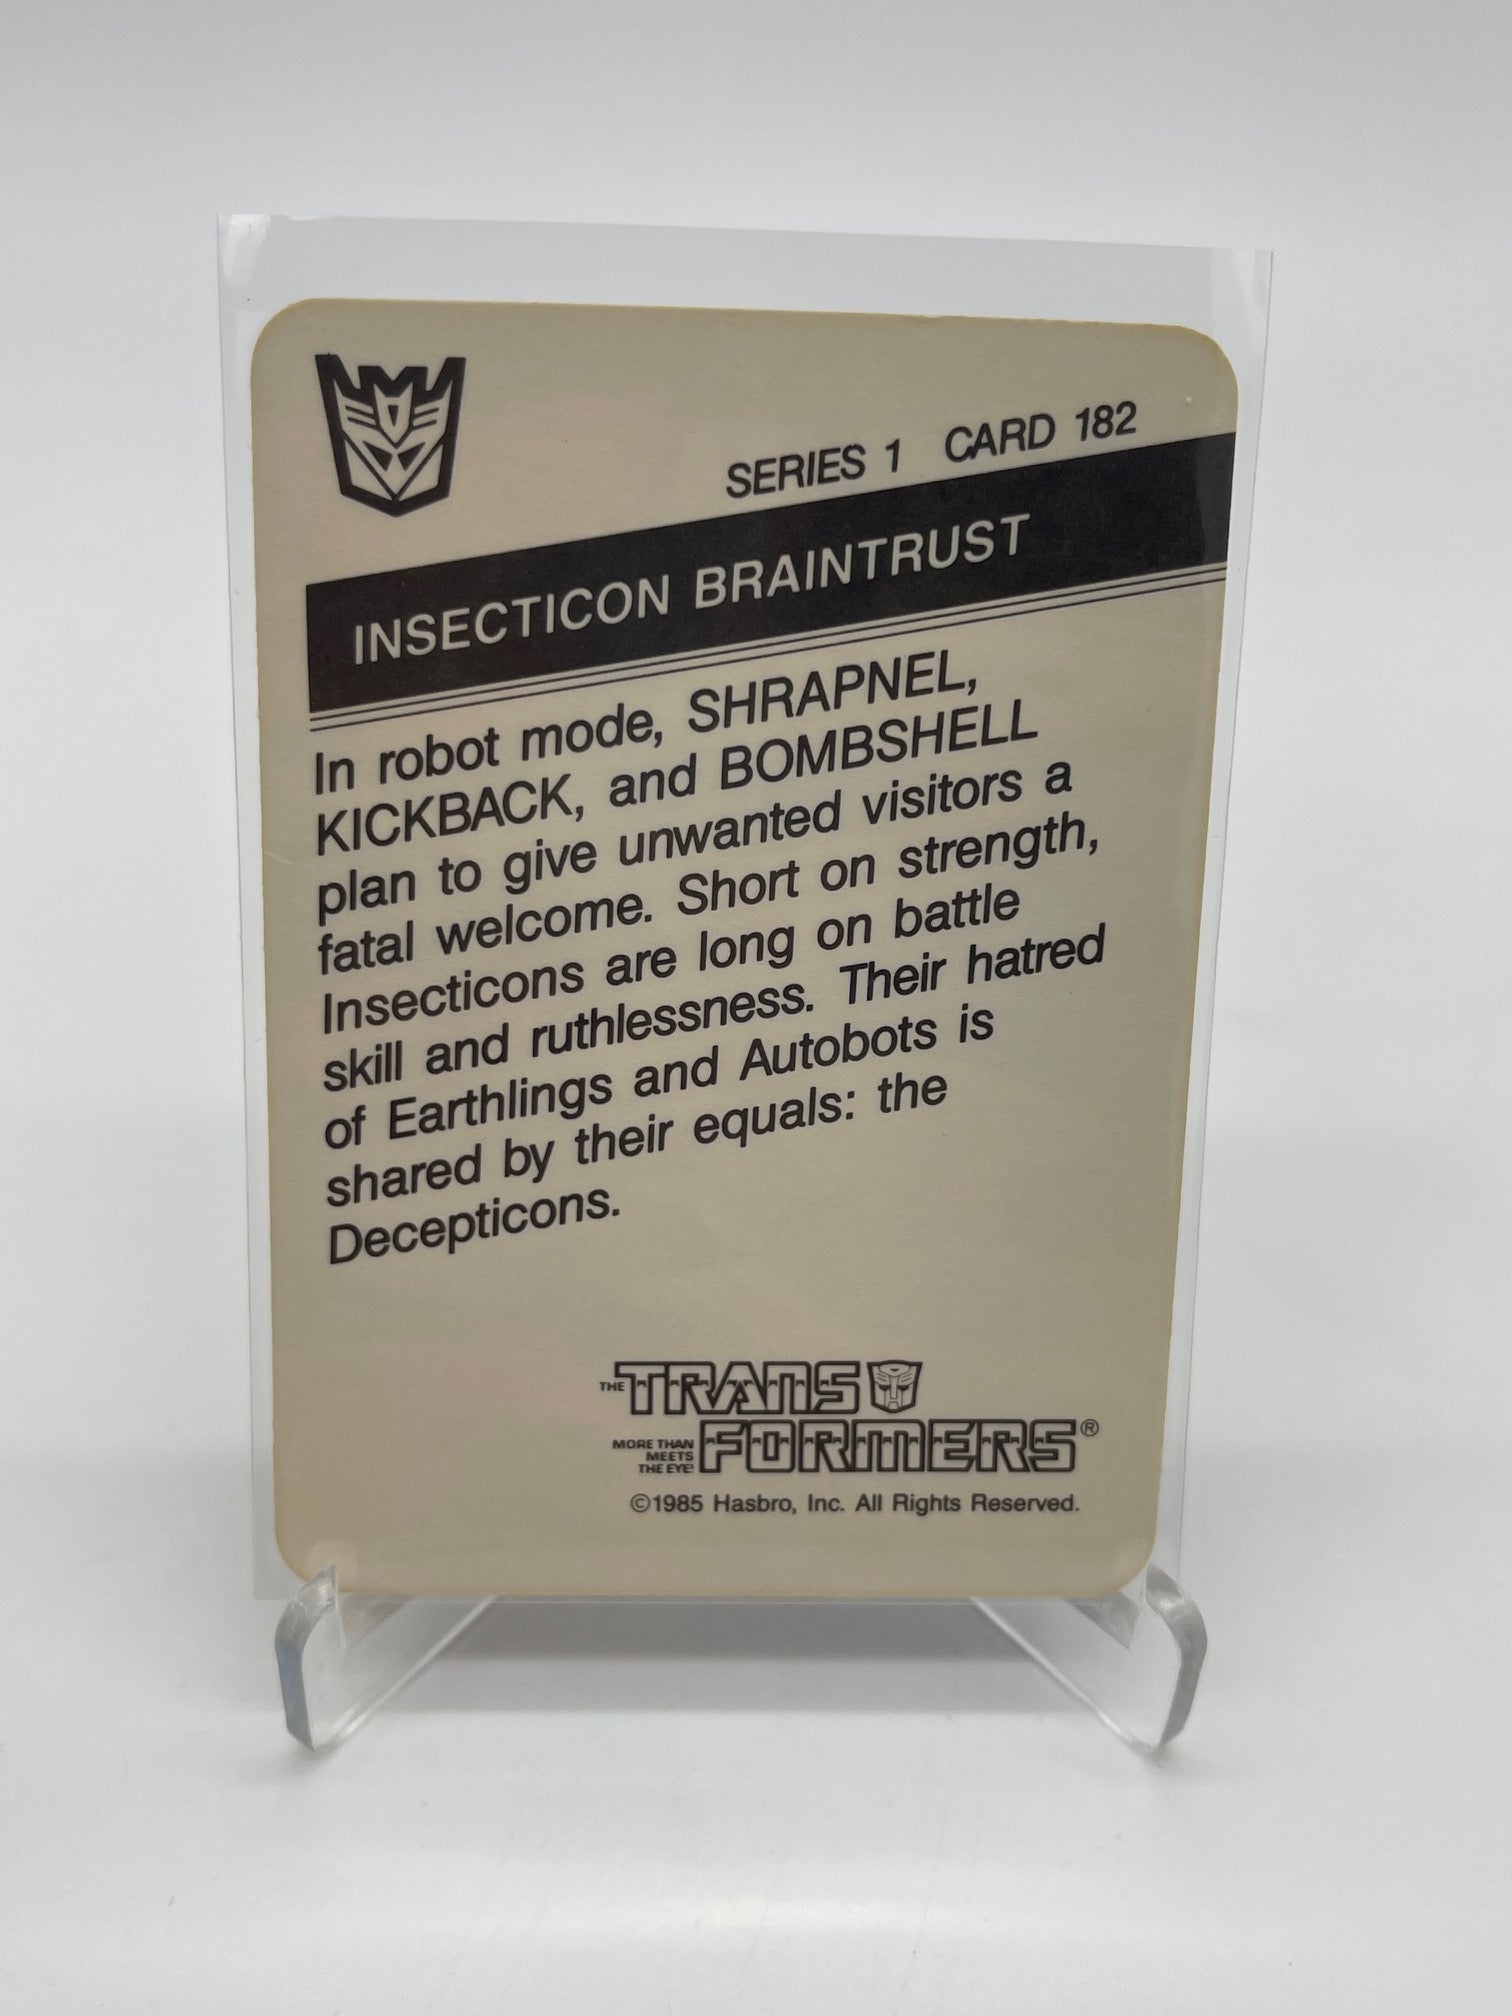 SERIES 1 CARD 182
INSECTICON BRAINTRUST
In robot mode, SHRAPNEL,
KICKBACK, and BOMBSHELL
plan to give unwanted visitors a
fatal welcome. Short on strength,
Insecticons are long on battle
skill and ruthlessness. Their hatred
of Earthlings and Autobots is
shared by their equals: the
Decepticons.
THE TRANS
FORMERS®
MORE THAN
MEETS
THE EYE!
©1985 Hasbro, Inc. All Rights Reserved.